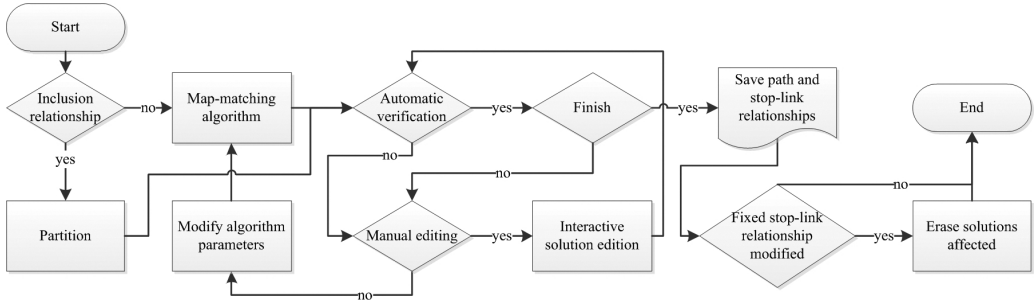 Start
Inclusion
relationship
no
yes
Partition
Map-matching
algorithm
Modify algorithm
parameters
Automatic
verification
yes
no
Finish
yes
no
Manual editing
yes
no
Interactive
solution edition
Save path and
stop-link
relationships
Fixed stop-link
relationship
modified
no
yes
Erase solutions
affected
End